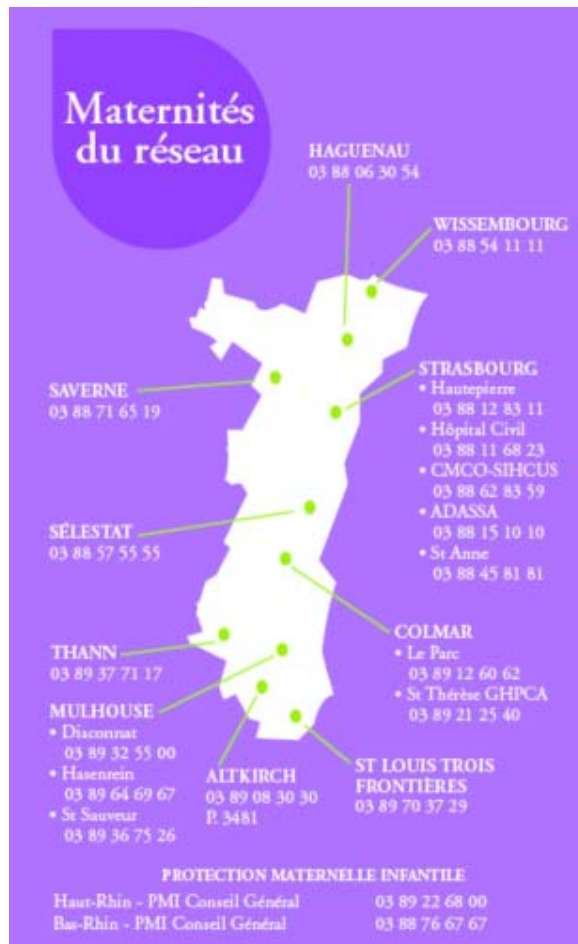 Maternités
du réseau
HAGUENAU
03 88 06 30 54
WISSEMBOURG
03 88 54 11 11
SAVERNE
03 88 71 65 19
STRASBOURG
• Hautepierre
03 88 12 83 11
• Hôpital Civil
03 88 11 68 23
• CMCO-SIHCUS
03 88 62 83 59
• ADASSA
03 88 15 10 10
• St Anne
03 88 45 81 81
SÉLESTAT
03 88 57 55 55
COLMAR
• Le Parc
03 89 12 60 62
• St Thérèse GHPCA
03 89 21 25 40
THANN
03 89 37 71 17
MULHOUSE
• Diaconnat
03 89 32 55 00
• Hasenrein
03 89 64 69 67
• St Sauveur
03 89 36 75 26
ALTKIRCH
03 89 08 30 30
P. 3481
ST LOUIS TROIS
FRONTIÈRES
03 89 70 37 29
PROTECTION MATERNELLE INFANTILE
Haut-Rhin - PMI Conseil Général 03 89 22 68 00
Bas-Rhin - PMI Conseil Général 03 88 76 67 67